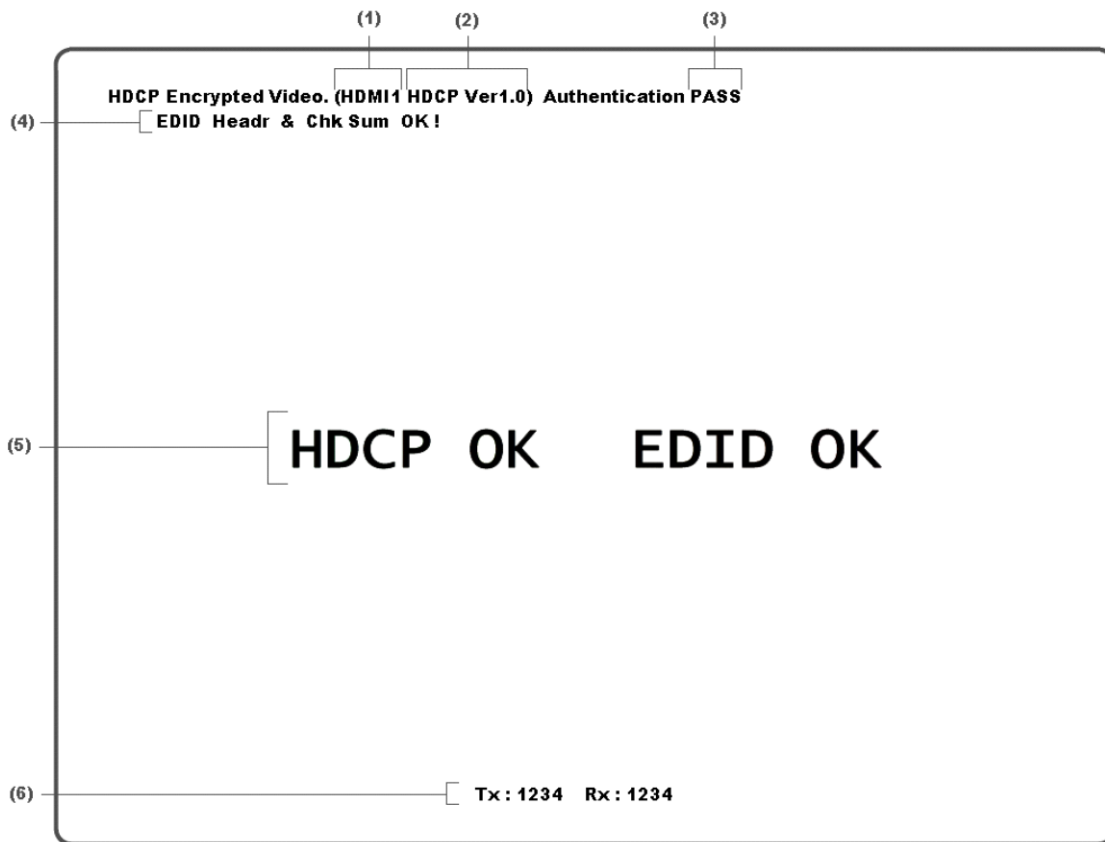 (1) (2) (3)
HDCP Encrypted Video. (HDMI1 HDCP Ver1.0) Authentication PASS
(4) EDID Headr & Chk Sum OK!
(5) HDCP OK EDID OK
(6) Tx : 1234 Rx : 1234